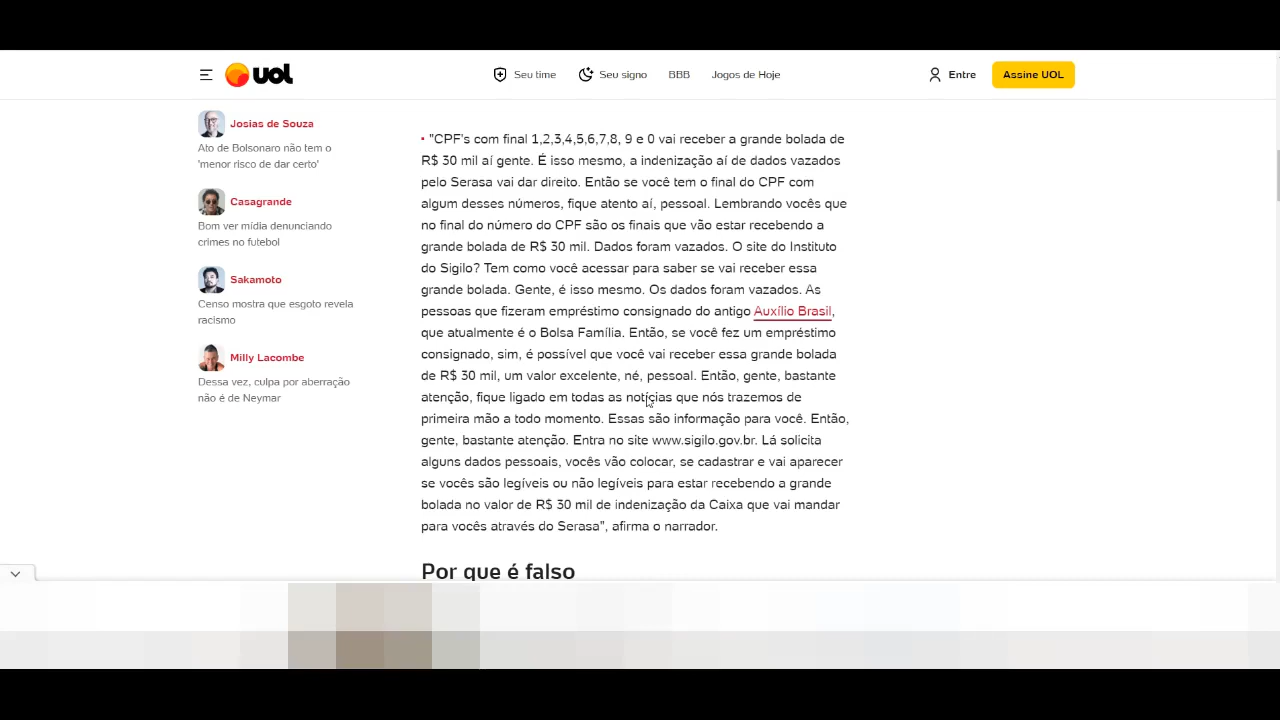 uol
Seu time
Seu signo
BBB
Jogos de Hoje
Entre
Assine UOL
Josias de Souza
Ato de Bolsonaro não tem o
'menor risco de dar certo'
Casagrande
Bom ver mídia denunciando
crimes no futebol
Sakamoto
Censo mostra que esgoto revela
racismo
Milly Lacombe
Dessa vez, culpa por aberração
não é de Neymar
"CPF's com final 1,2,3,4,5,6,7,8, 9 e 0 vai receber a grande bolada de
R$ 30 mil aí gente. É isso mesmo, a indenização aí de dados vazados
pelo Serasa vai dar direito. Então se você tem o final do CPF com
algum desses números, fique atento aí, pessoal. Lembrando vocês que
no final do número do CPF são os finais que vão estar recebendo a
grande bolada de R$ 30 mil. Dados foram vazados. O site do Instituto
do Sigilo? Tem como você acessar para saber se vai receber essa
grande bolada. Gente, é isso mesmo. Os dados foram vazados. As
pessoas que fizeram empréstimo consignado do antigo Auxílio Brasil,
que atualmente é o Bolsa Família. Então, se você fez um empréstimo
consignado, sim, é possível que você vai receber essa grande bolada
de R$ 30 mil, um valor excelente, né, pessoal. Então, gente, bastante
atenção, fique ligado em todas as notícias que nós trazemos de
primeira mão a todo momento. Essas são informação para você. Então,
gente, bastante atenção. Entra no site www.sigilo.gov.br. Lá solicita
alguns dados pessoais, vocês vão colocar, se cadastrar e vai aparecer
se vocês são legíveis ou não legíveis para estar recebendo a grande
bolada no valor de R$ 30 mil de indenização da Caixa que vai mandar
para vocês através do Serasa", afirma o narrador.
Por que é falso